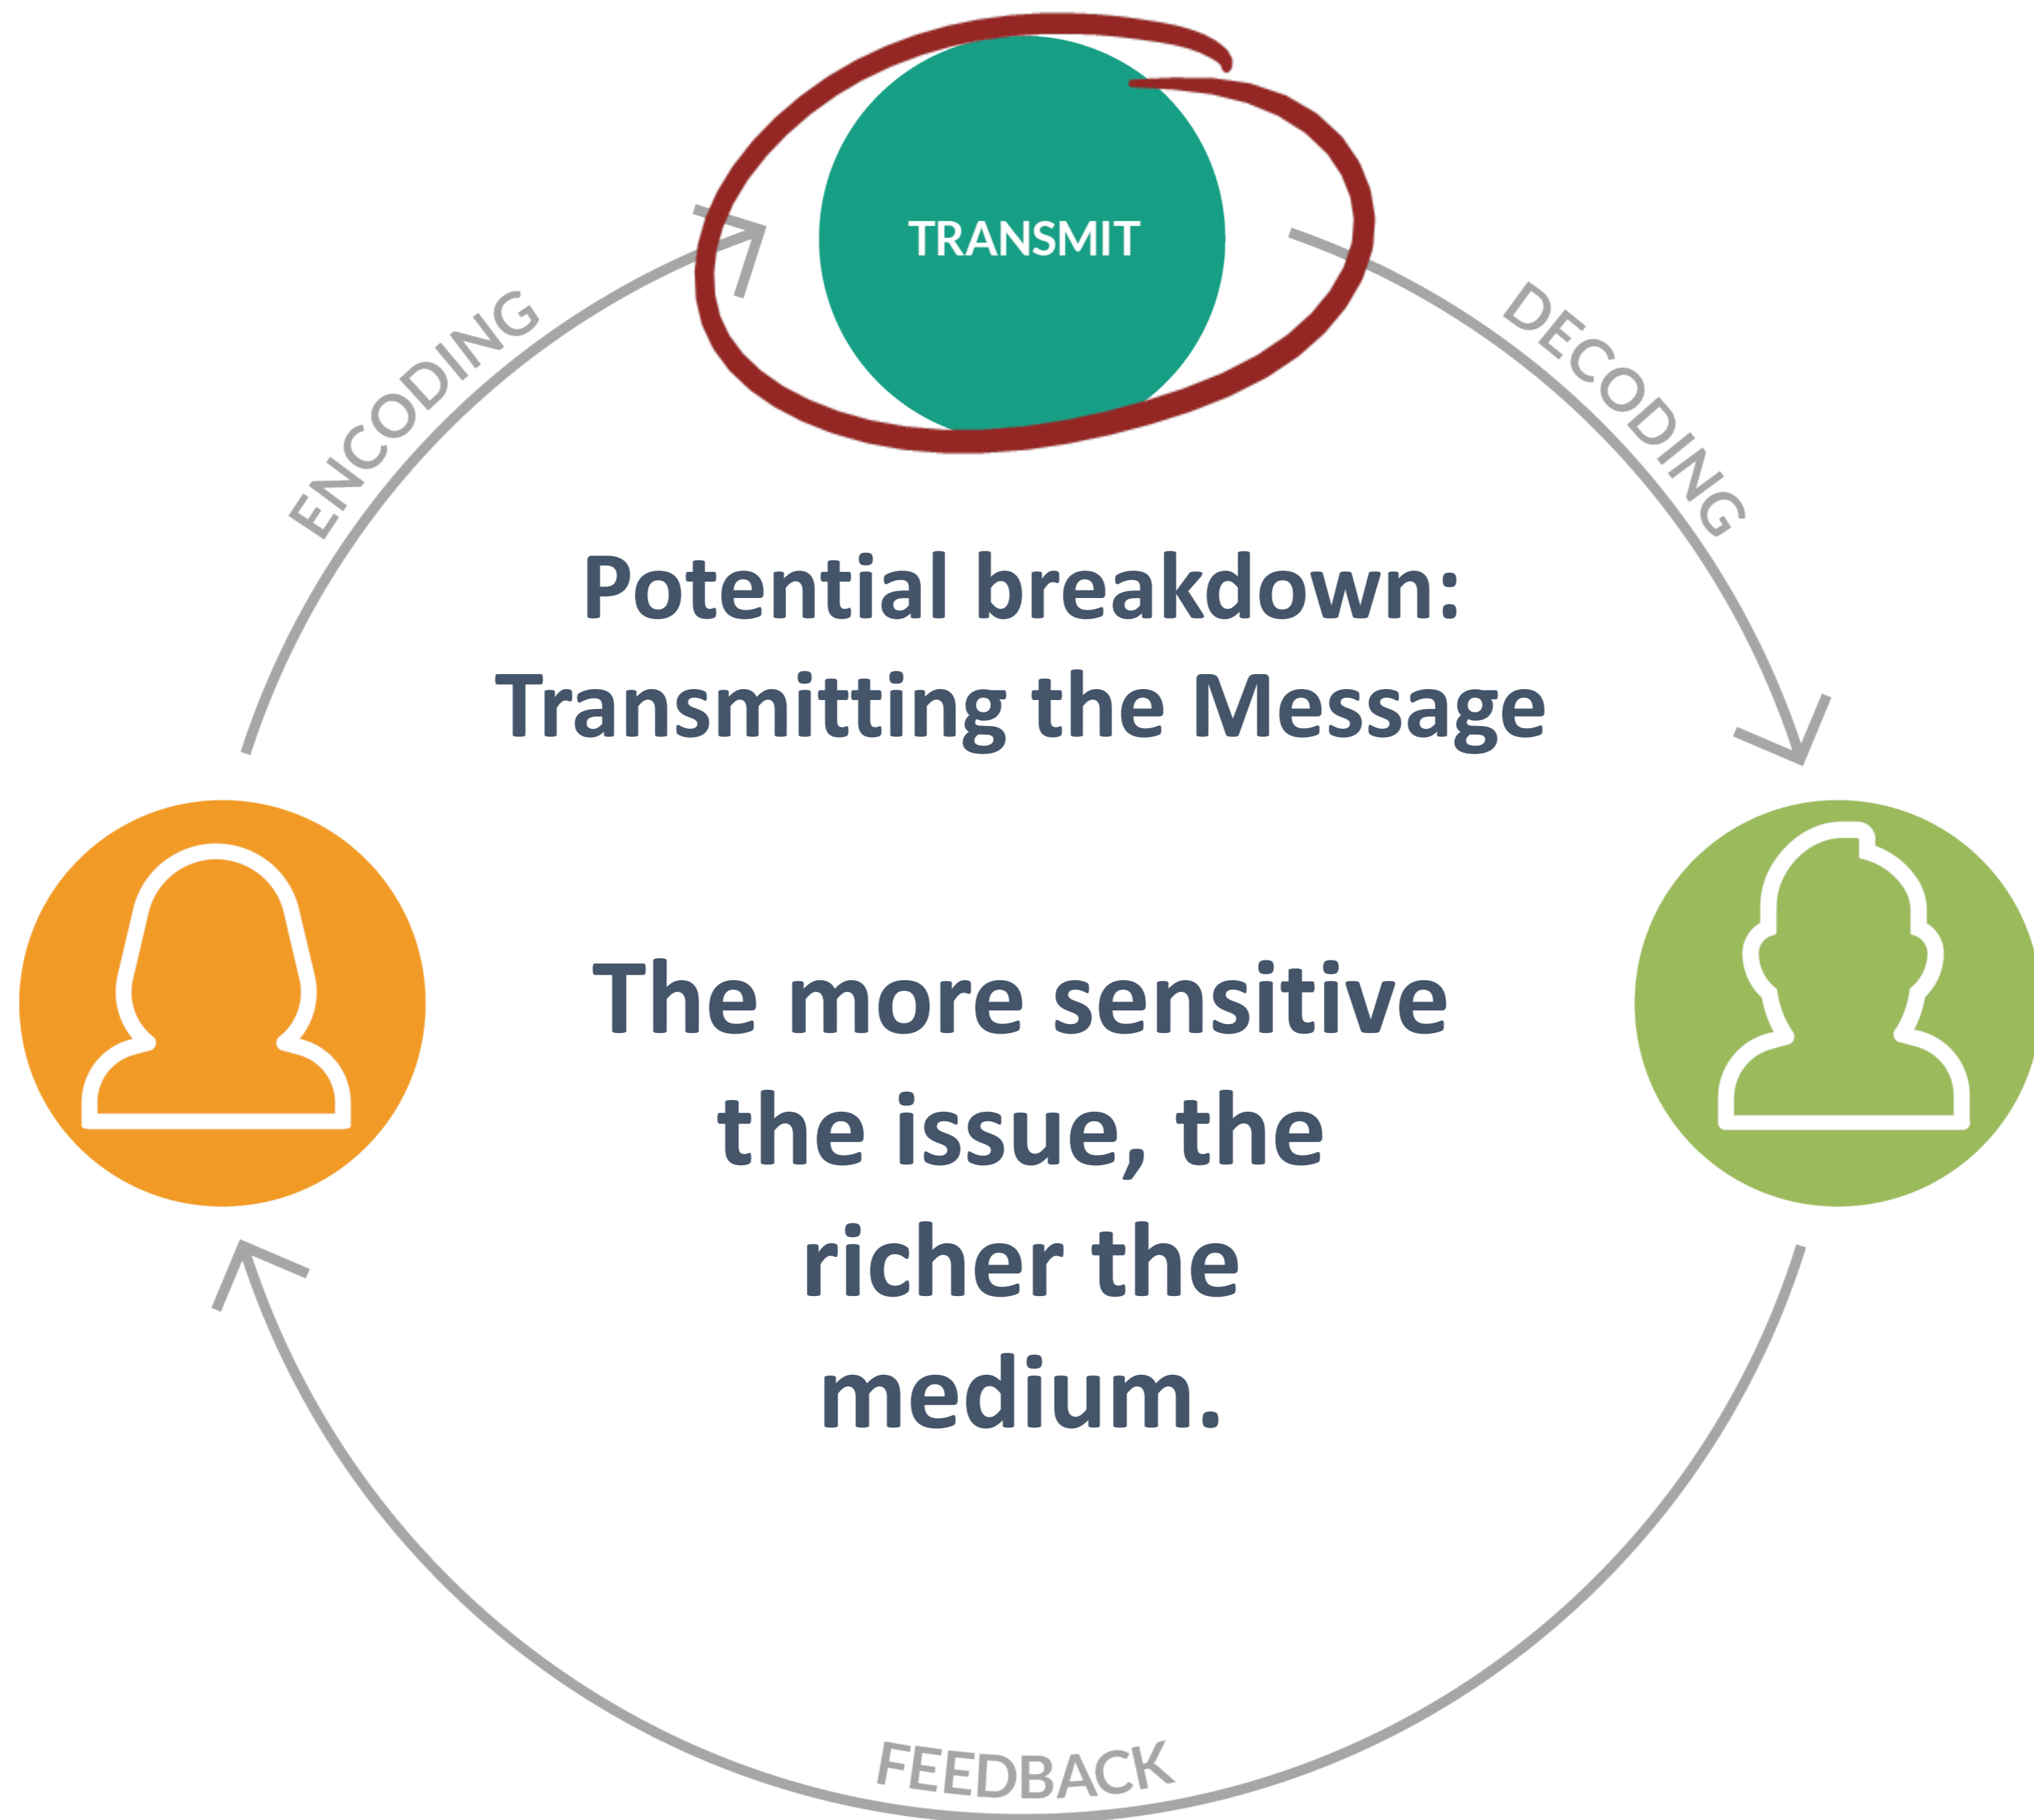 TRANSMIT
ENCODING
DECODING
Potential breakdown:
Transmitting the Message
The more sensitive
the issue, the
richer the
medium.
FEEDBACK